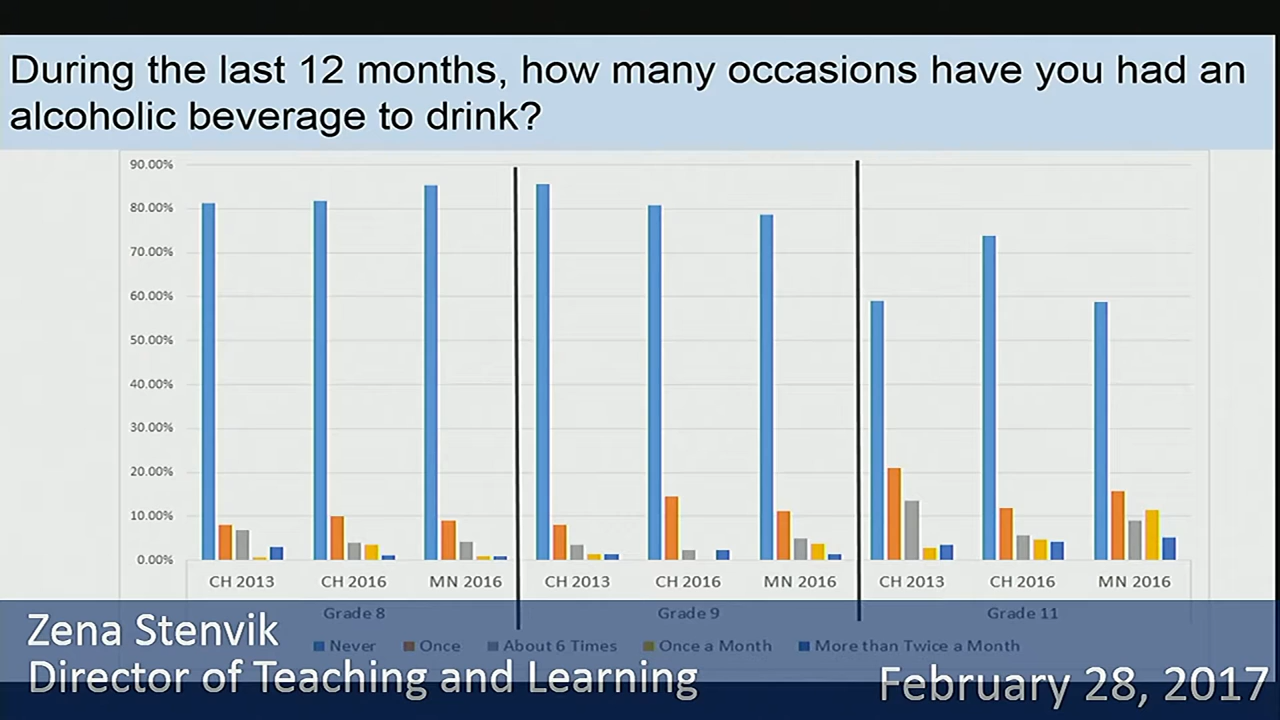 During the last 12 months, how many occasions have you had an
alcoholic beverage to drink?
90.00%
80.00%
70.00%
60.00%
50.00%
40.00%
30.00%
20.00%
10.00%
0.00%
CH 2013 CH 2016 MN 2016 CH 2013 CH 2016 MN 2016 CH 2013 CH 2016 MN 2016
Grade 8 Grade 9 Grade 11
Never Once About 6 Times Once a Month More than Twice a Month
Zena Stenvik
Director of Teaching and Learning
February 28, 2017